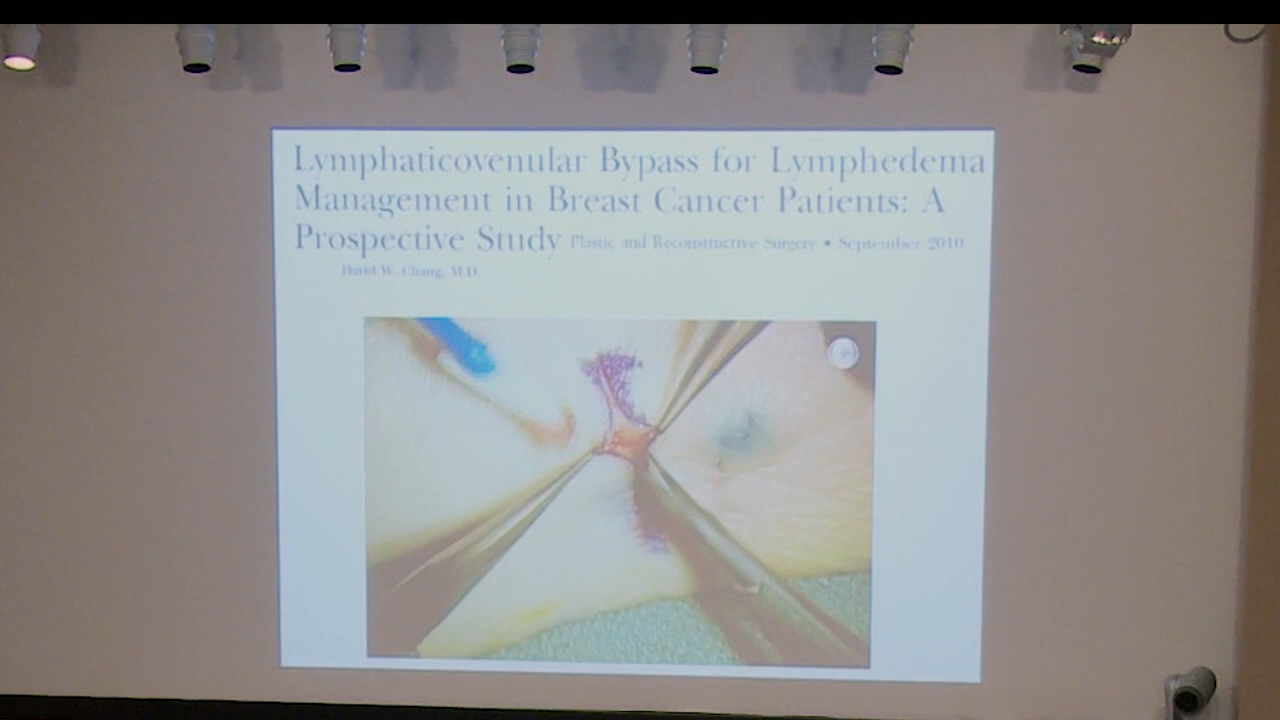 Lymphaticovenular Bypass for Lymphedema
Management in Breast Cancer Patients: A
Prospective Study Plastic and Reconstructive Surgery • September 2010
David W. Chang, M.D.